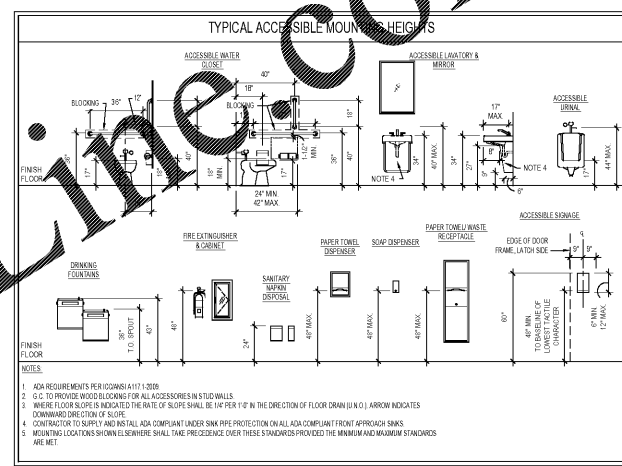 TYPICAL ACCESSIBLE MOUNTING HEIGHTS
ACCESSIBLE WATER
CLOSET
ACCESSIBLE LAVATORY &
MIRROR
ACCESSIBLE
URINAL
BLOCKING 36" 12"
40"
18"
BLOCKING
18"
17"
MAX.
36"
17"
18"
40"
18"
MIN.
17"
1-1/2"
MIN.
36"
40"
24" MIN.
42" MAX.
NOTE 4
34"
40" MAX.
34"
27"
8"
9"
NOTE 4
6"
17"
44" MAX.
FINISH
FLOOR
ACCESSIBLE SIGNAGE
FIRE EXTINGUISHER
& CABINET
PAPER TOWEL
DISPENSER
SOAP DISPENSER
PAPER TOWEL/ WASTE
RECEPTACLE
EDGE OF DOOR
FRAME, LATCH SIDE
9" 9"
DRINKING
FOUNTAINS
SANITARY
NAPKIN
DISPOSAL
36"
T.O. SPOUT
43"
48"
24"
48" MAX.
48" MAX.
48" MAX.
60"
48" MIN.
TO BASELINE OF
LOWEST TACTILE
CHARACTER
6" MIN.
12" MAX.
FINISH
FLOOR
NOTES:
1. ADA REQUIREMENTS PER ICC/ANSI A117.1-2009.
2. G.C. TO PROVIDE WOOD BLOCKING FOR ALL ACCESSORIES IN STUD WALLS.
3. WHERE FLOOR SLOPE IS INDICATED THE RATE OF SLOPE SHALL BE 1/4" PER 1'-0" IN THE DIRECTION OF FLOOR DRAIN (U.N.O.). ARROW INDICATES
DOWNWARD DIRECTION OF SLOPE.
4. CONTRACTOR TO SUPPLY AND INSTALL ADA COMPLIANT UNDER SINK PIPE PROTECTION ON ALL ADA COMPLIANT FRONT APPROACH SINKS.
5. MOUNTING LOCATIONS SHOWN ELSEWHERE SHALL TAKE PRECEDENCE OVER THESE STANDARDS PROVIDED THE MINIMUM AND MAXIMUM STANDARDS
ARE MET.